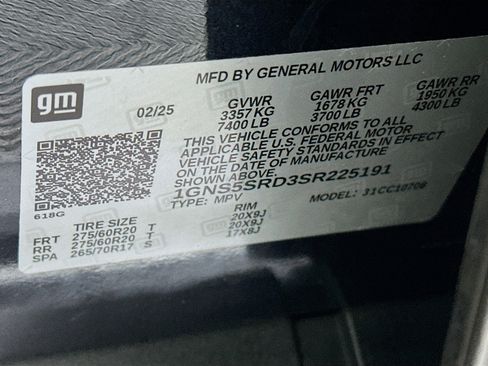 gm
MFD BY GENERAL MOTORS LLC
02/25 GVWR GAWR FRT GAWR RR
3357 KG 1678 KG 1950 KG
7400 LB 3700 LB 4300 LB
THIS VEHICLE CONFORMS TO ALL
APPLICABLE U.S. FEDERAL MOTOR
VEHICLE SAFETY STANDARDS IN EFFECT
ON THE DATE OF MANUFACTURE
SHOWN ABOVE.
1GNS5SRD3SR225191
618G TYPE: MPV MODEL: 31CC10706
TIRE SIZE RIM
FRT 275/60R20 T 20X9J
RR 275/60R20 T 20X9J
SPA 265/70R17 S 17X8J